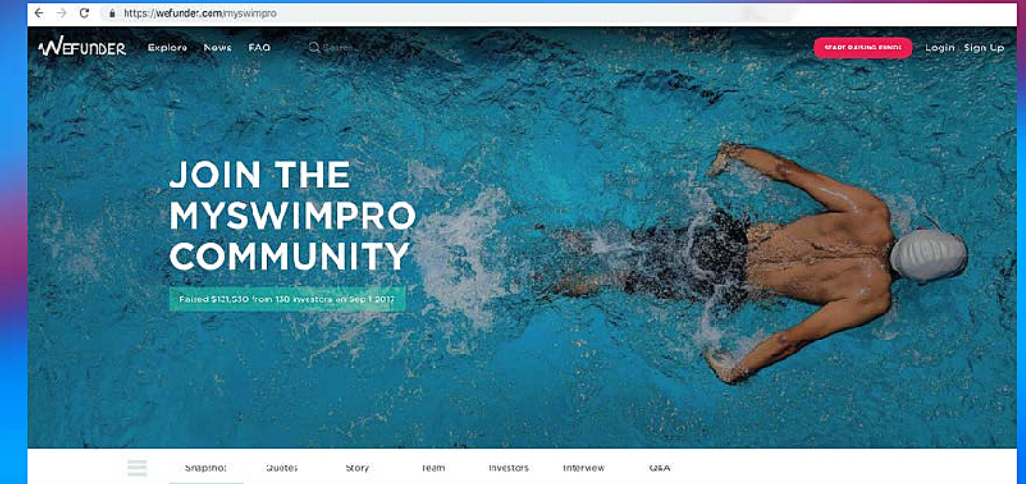 https://wefunder.com/myswimpro
WEFUNDER Explore News FAQ Search... START RAISING FUNDS Login Sign Up
JOIN THE
MYSWIMPRO
COMMUNITY
Raised $121,530 from 130 investors on Sep 1 2017
Snapshot Quotes Story Team Investors Interview Q&A